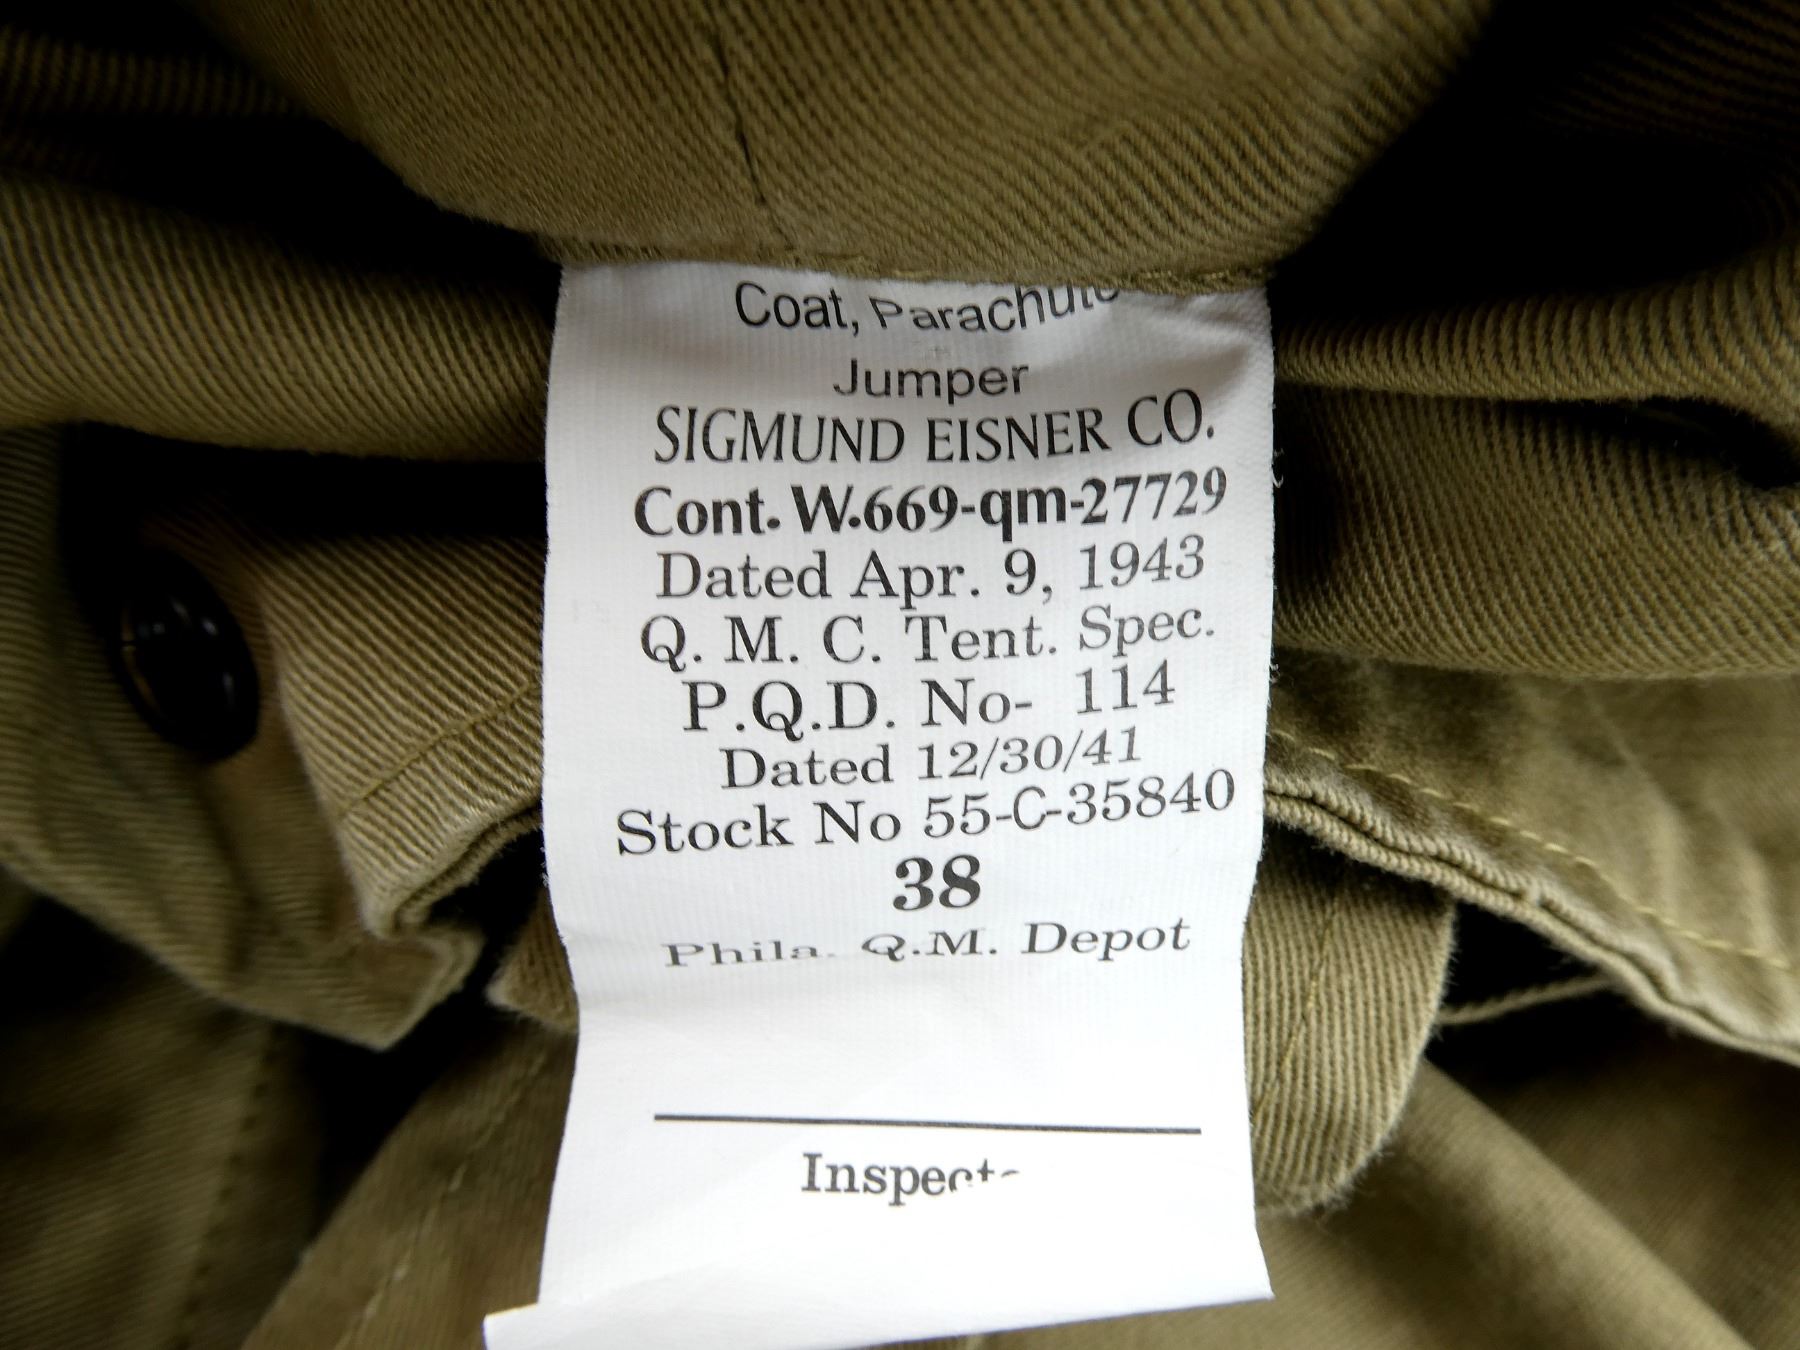 Coat, Parachute
Jumper
SIGMUND EISNER CO.
Cont. W.669-qm-27729
Dated Apr. 9, 1943
Q. M. C. Tent. Spec.
P.Q.D. No- 114
Dated 12/30/41
Stock No 55-C-35840
38
Phila. Q.M. Depot